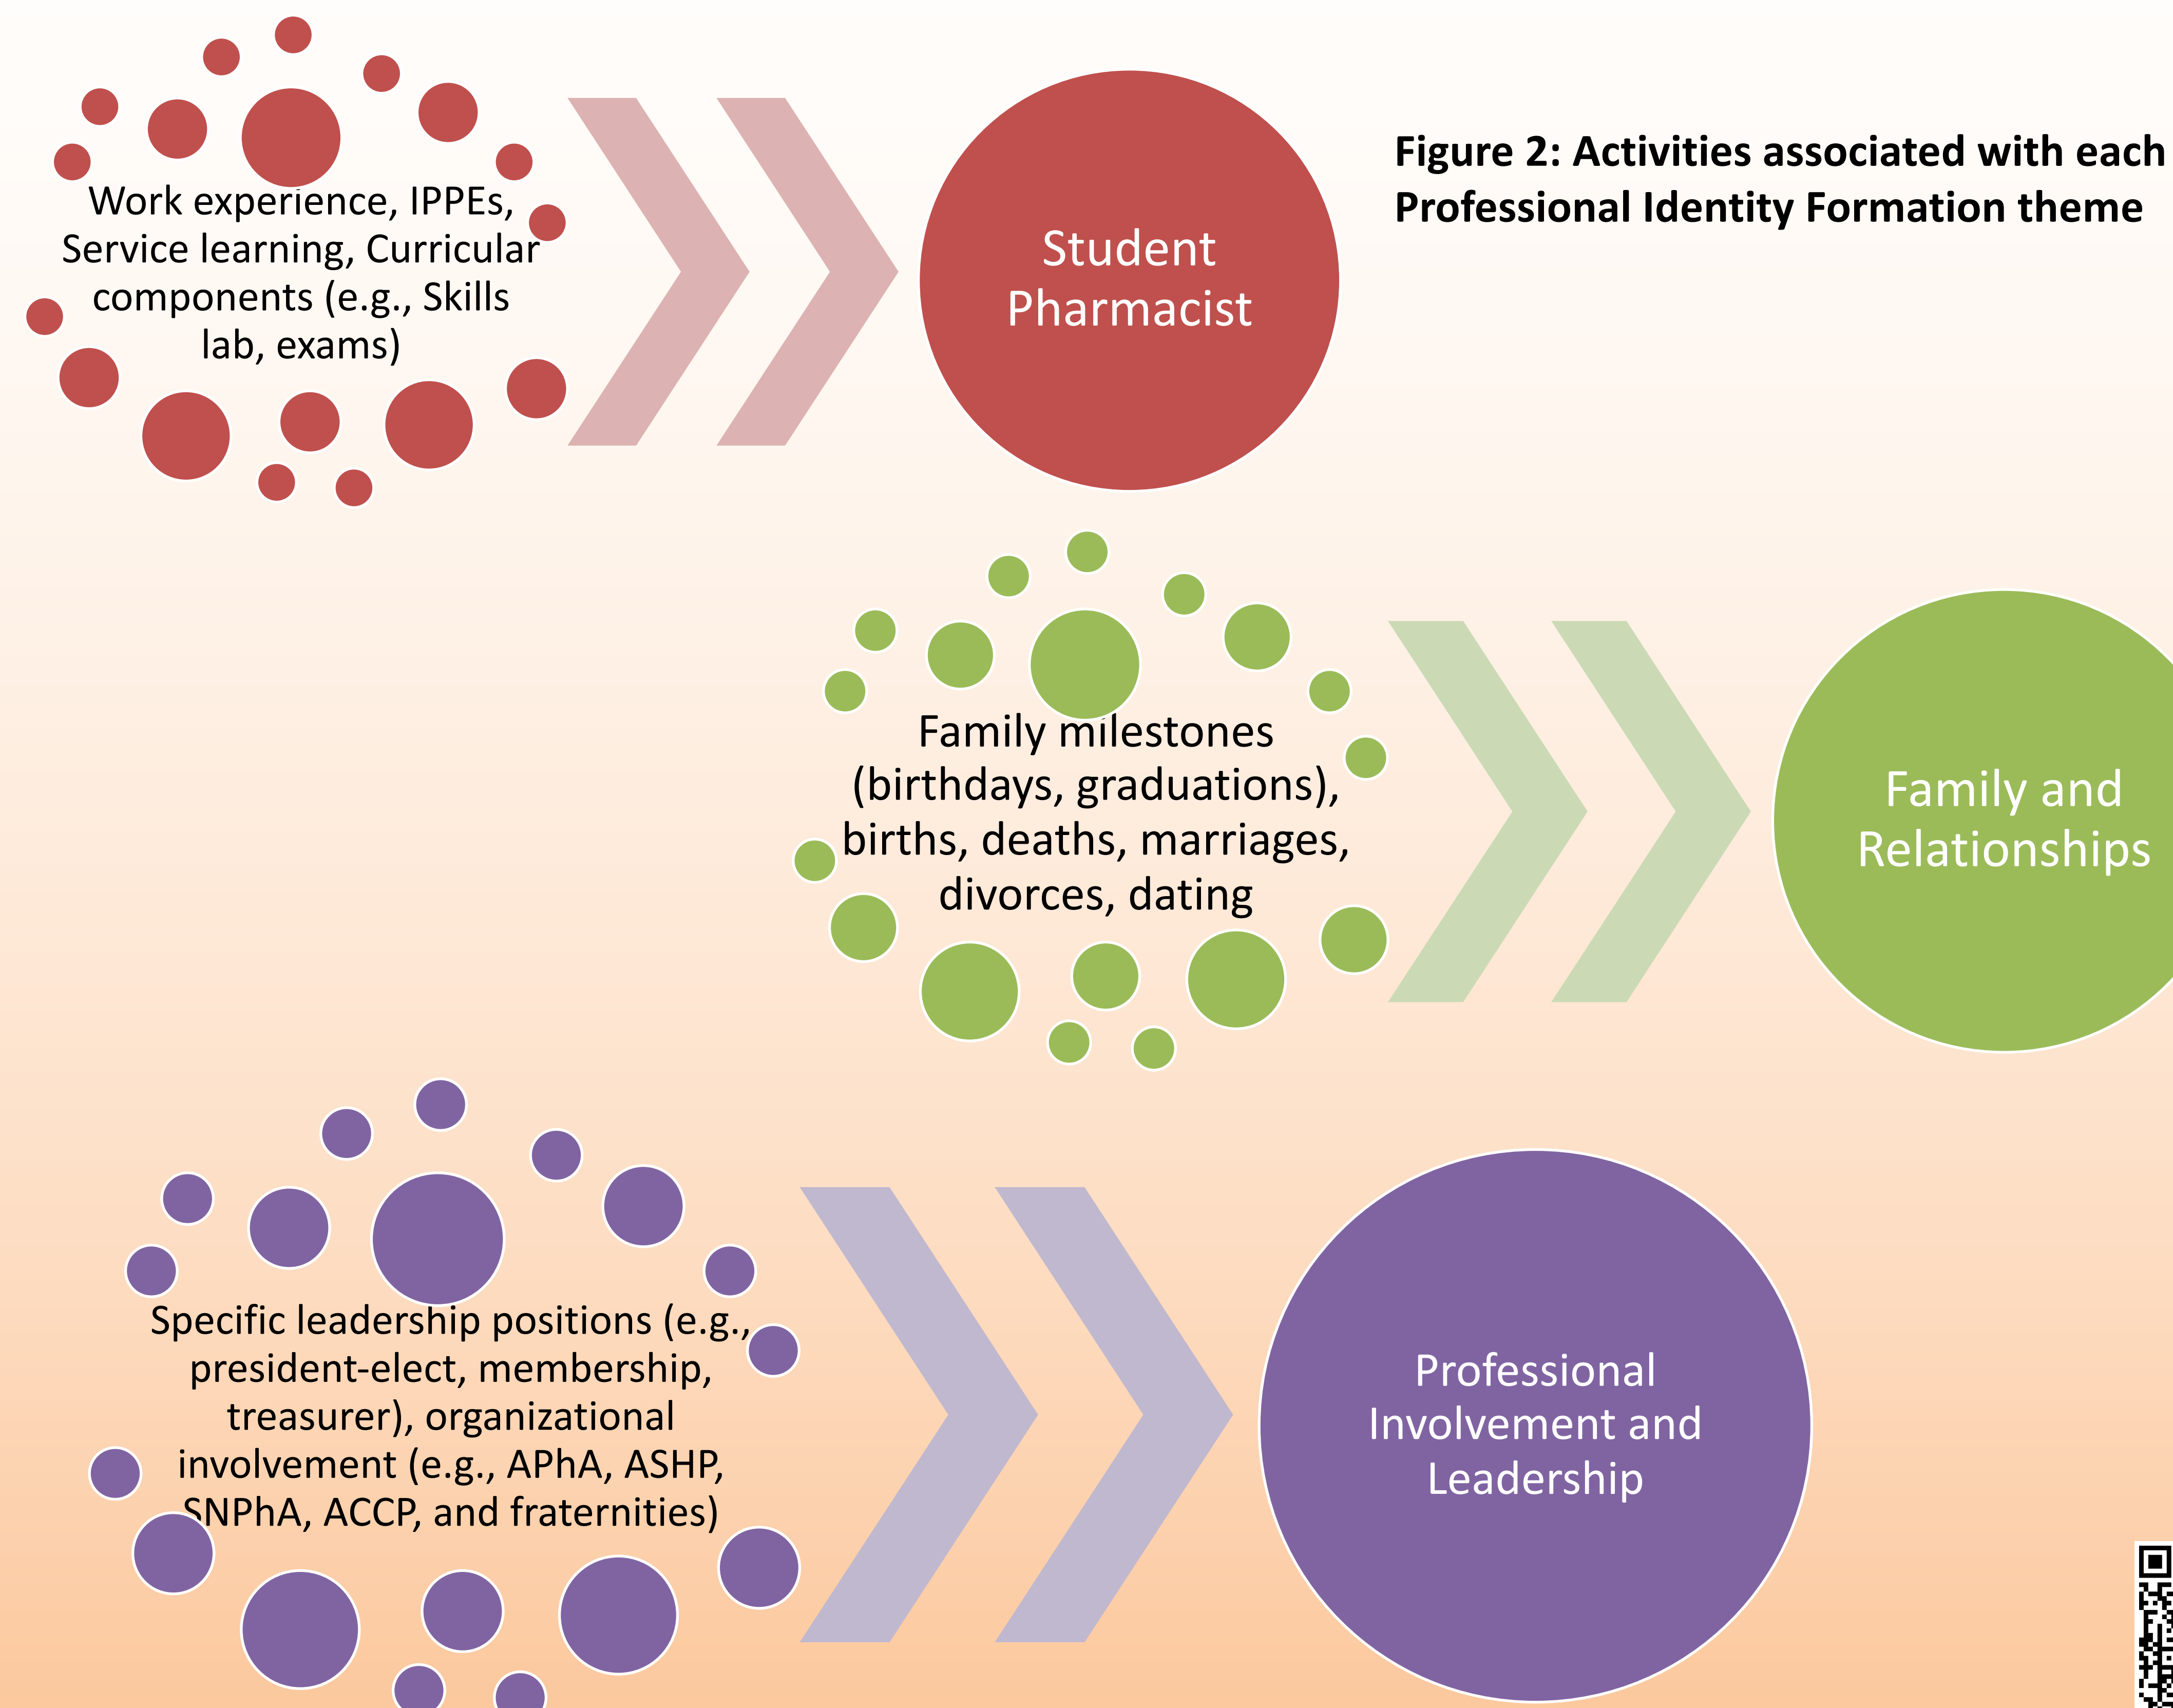 Figure 2: Activities associated with each
Professional Identity Formation theme
Work experience, IPPEs,
Service learning, Curricular
components (e.g., Skills
lab, exams)
Student
Pharmacist
Family milestones
(birthdays, graduations),
births, deaths, marriages,
divorces, dating
Family and
Relationships
Specific leadership positions (e.g.,
president-elect, membership,
treasurer), organizational
involvement (e.g., APhA, ASHP,
SNPhA, ACCP, and fraternities)
Professional
Involvement and
Leadership